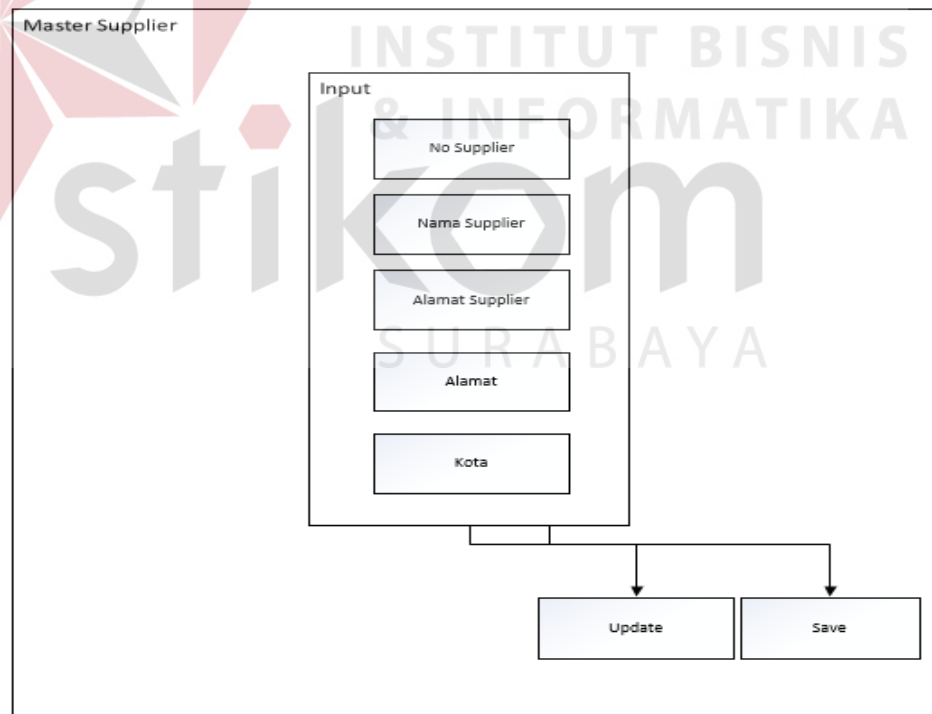 Master Supplier
INSTITUT BISNIS
& INFORMATIKA
stikom
SURABAYA
Input
No Supplier
Nama Supplier
Alamat Supplier
Alamat
Kota
Update
Save